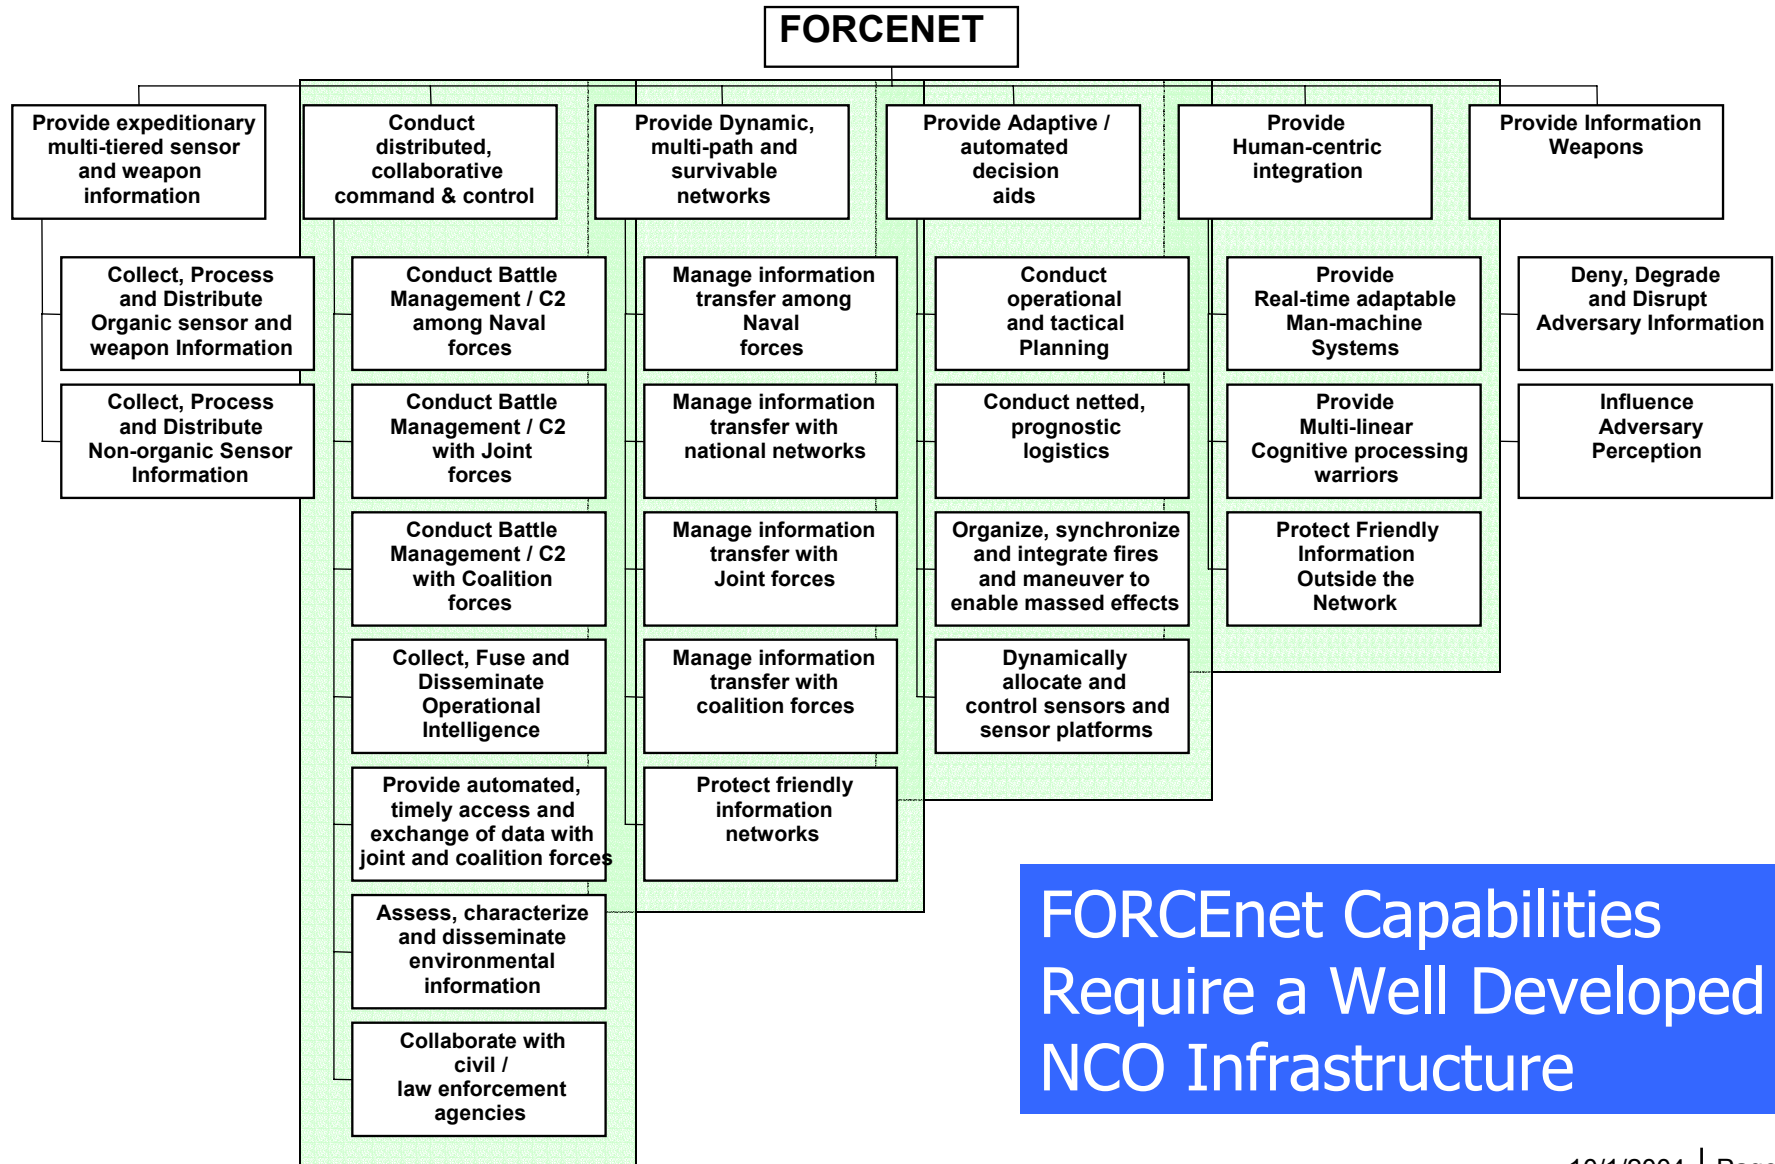 FORCENET
Provide expeditionary
multi-tiered sensor
and weapon
information
Conduct
distributed,
collaborative
command & control
Provide Dynamic,
multi-path and
survivable
networks
Provide Adaptive /
automated
decision
aids
Provide
Human-centric
integration
Provide Information
Weapons
Collect, Process
and Distribute
Organic sensor and
weapon Information
Collect, Process
and Distribute
Non-organic Sensor
Information
Conduct Battle
Management / C2
among Naval
forces
Conduct Battle
Management / C2
with Joint
forces
Conduct Battle
Management / C2
with Coalition
forces
Collect, Fuse and
Disseminate
Operational
Intelligence
Provide automated,
timely access and
exchange of data with
joint and coalition forces
Assess, characterize
and disseminate
environmental
information
Collaborate with
civil /
law enforcement
agencies
Manage information
transfer among
Naval
forces
Manage information
transfer with
national networks
Manage information
transfer with
Joint forces
Manage information
transfer with
coalition forces
Protect friendly
information
networks
Conduct
operational
and tactical
Planning
Conduct netted,
prognostic
logistics
Organize, synchronize
and integrate fires
and maneuver to
enable massed effects
Dynamically
allocate and
control sensors and
sensor platforms
Provide
Real-time adaptable
Man-machine
Systems
Provide
Multi-linear
Cognitive processing
warriors
Protect Friendly
Information
Outside the
Network
Deny, Degrade
and Disrupt
Adversary Information
Influence
Adversary
Perception
FORCEnet Capabilities
Require a Well Developed
NCO Infrastructure